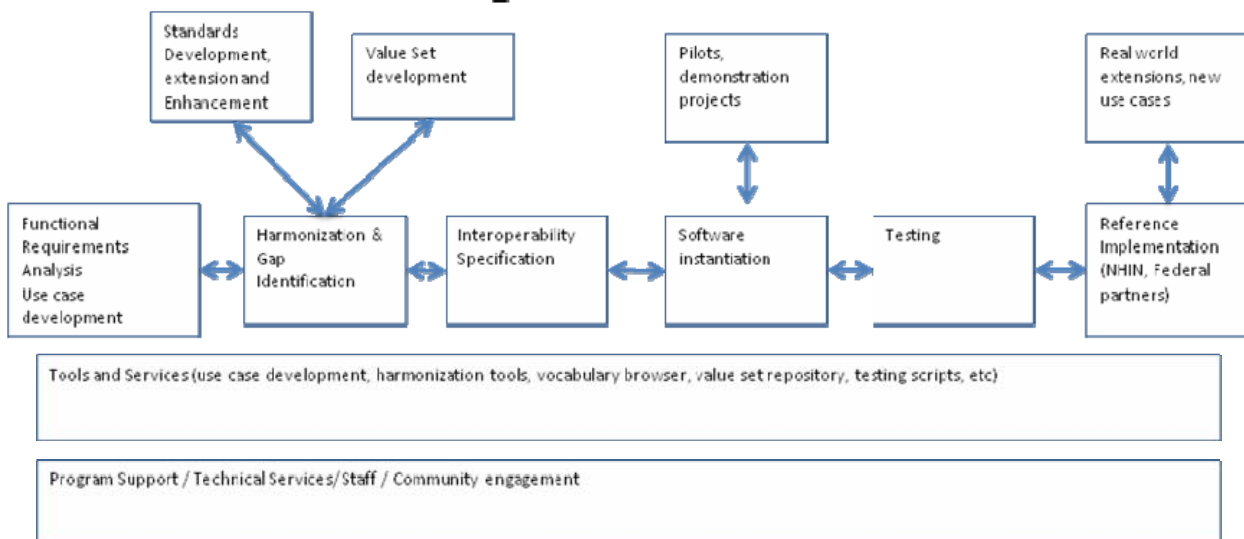 Standards
Development,
extension and
Enhancement
Value Set
development
Pilots,
demonstration
projects
Real world
extensions, new
use cases
Functional
Requirements
Analysis
Use case
development
Harmonization &
Gap
Identification
Interoperability
Specification
Software
instantiation
Testing
Reference
Implementation
(NHIN, Federal
partners)
Tools and Services (use case development, harmonization tools, vocabulary browser, value set repository, testing scripts, etc)
Program Support / Technical Services/Staff / Community engagement